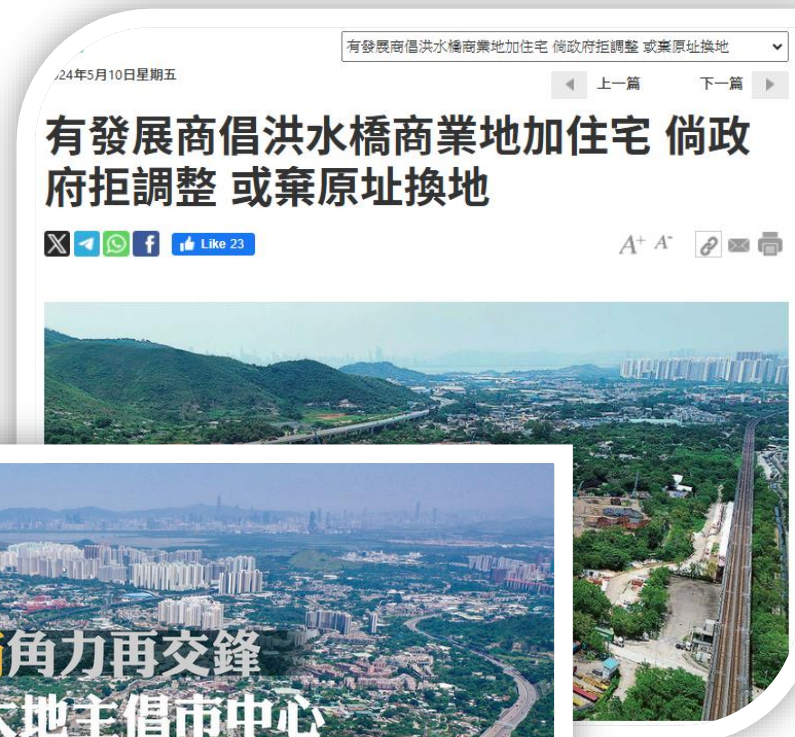 有發展商倡洪水橋商業地加住宅 倘政府拒調整 或棄原址換地
24年5月10日星期五
上一篇 下一篇
有發展商倡洪水橋商業地加住宅 倘政
府拒調整 或棄原址換地
Like 23
A+ A-
角力再交鋒
大地主倡市中心